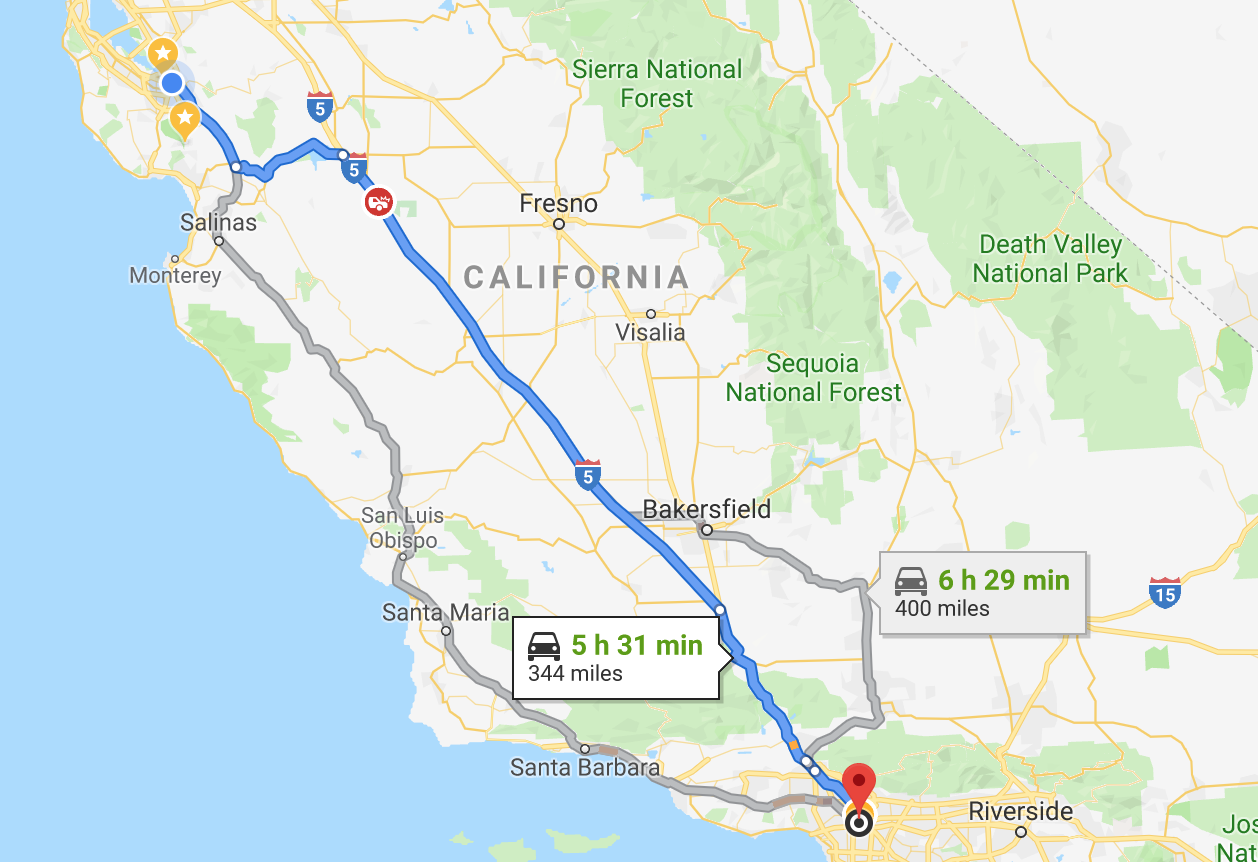 Sierra National
Forest
5
5
Fresno
Salinas
Death Valley
National Park
Monterey
CALIFORNIA
Visalia
Sequoia
National Forest
5
Bakersfield
San Luis
Obispo
6 h 29 min
400 miles
15
Santa Maria
5 h 31 min
344 miles
Santa Barbara
Riverside
Jos
Nat